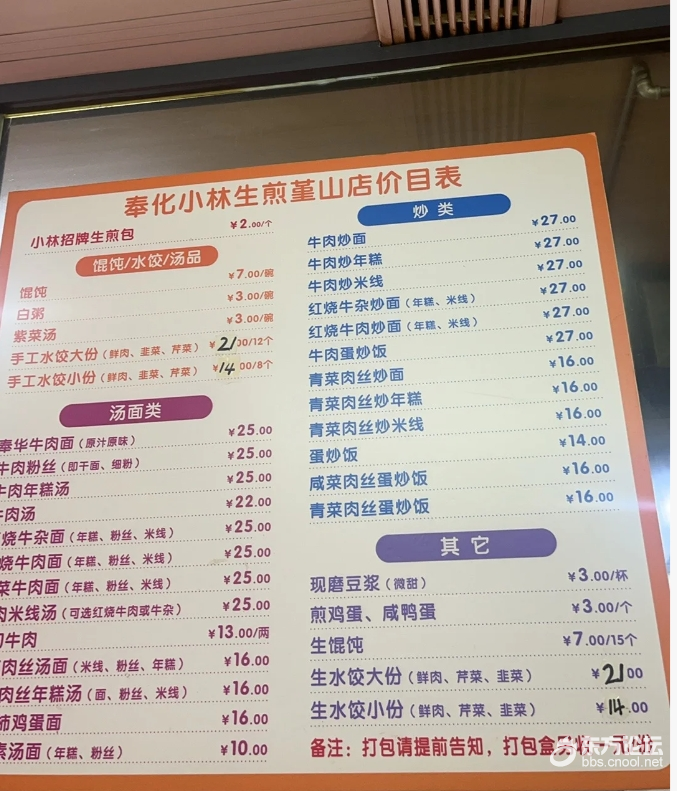 奉化小林生煎堇山店价目表
小林招牌生煎包 ¥2.00/个
馄饨/水饺/汤品
馄饨 ¥7.00/碗
白粥 ¥3.00/碗
紫菜汤 ¥3.00/碗
手工水饺大份(鲜肉、韭菜、芹菜) ¥21.00/12个
手工水饺小份(鲜肉、韭菜、芹菜) ¥14.00/8个
汤面类
奉华牛肉面(原汁原味) ¥25.00
牛肉粉丝(即干面、细粉) ¥25.00
牛肉年糕汤 ¥25.00
牛肉汤 ¥22.00
烧牛杂面(年糕、粉丝、米线) ¥25.00
烧牛肉面(年糕、粉丝、米线) ¥25.00
菜牛肉面(年糕、粉丝、米线) ¥25.00
肉米线汤(可选红烧牛肉或牛杂) ¥25.00
牛肉 ¥13.00/两
肉丝汤面(米线、粉丝、年糕) ¥16.00
肉丝年糕汤(面、粉丝、米线) ¥16.00
鸡蛋面 ¥16.00
素汤面(年糕、粉丝) ¥10.00
炒类
牛肉炒面 ¥27.00
牛肉炒年糕 ¥27.00
牛肉炒米线 ¥27.00
红烧牛杂炒面(年糕、米线) ¥27.00
红烧牛肉炒面(年糕、米线) ¥27.00
牛肉蛋炒饭 ¥27.00
青菜肉丝炒面 ¥16.00
青菜肉丝炒年糕 ¥16.00
青菜肉丝炒米线 ¥16.00
蛋炒饭 ¥14.00
咸菜肉丝蛋炒饭 ¥16.00
青菜肉丝蛋炒饭 ¥16.00
其它
现磨豆浆(微甜) ¥3.00/杯
煎鸡蛋、咸鸭蛋 ¥3.00/个
生馄饨 ¥7.00/15个
生水饺大份(鲜肉、芹菜、韭菜) ¥21.00
生水饺小份(鲜肉、芹菜、韭菜) ¥14.00
备注：打包请提前告知，打包盒
东方论坛
bbs.cnool.net